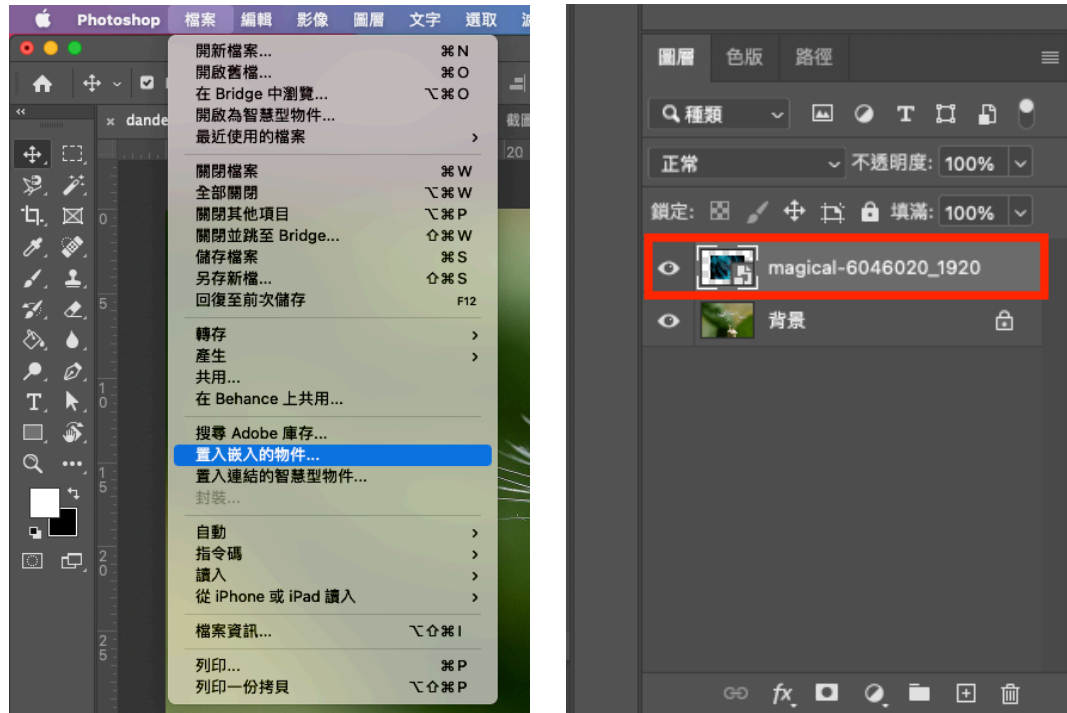 Photoshop 檔案 編輯 影像 圖層 文字 選取
開新檔案... ⌘N
開啟舊檔... ⌘O
在 Bridge 中瀏覽... ⌥⌘O
開啟為智慧型物件...
最近使用的檔案 >
關閉檔案 ⌘W
全部關閉 ⌥⌘W
關閉其他項目 ⌥⌘P
關閉並跳至 Bridge... ⇧⌘W
儲存檔案 ⌘S
另存新檔... ⇧⌘S
回復至前次儲存 F12
轉存 >
產生 >
共用...
在 Behance 上共用...
搜尋 Adobe 庫存...
置入嵌入的物件...
置入連結的智慧型物件...
封裝...
自動 >
指令碼 >
讀入 >
從 iPhone 或 iPad 讀入 >
檔案資訊... ⌥⇧⌘I
列印... ⌘P
列印一份拷貝 ⌥⇧⌘P
× dande
20
0
5
10
15
20
25
圖層 色版 路徑
種類
正常 不透明度: 100%
鎖定: 填滿: 100%
magical-6046020_1920
背景
fx